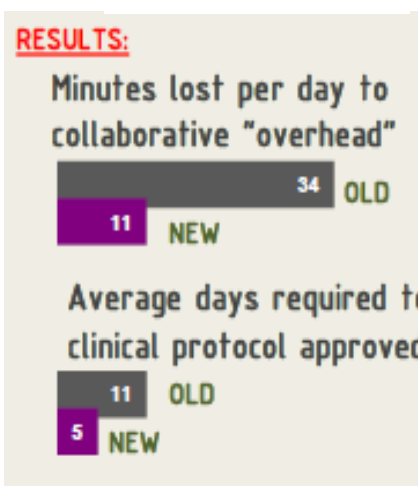 RESULTS:
Minutes lost per day to
collaborative "overhead"
34 OLD
11 NEW
Average days required
clinical protocol approved
11 OLD
5 NEW